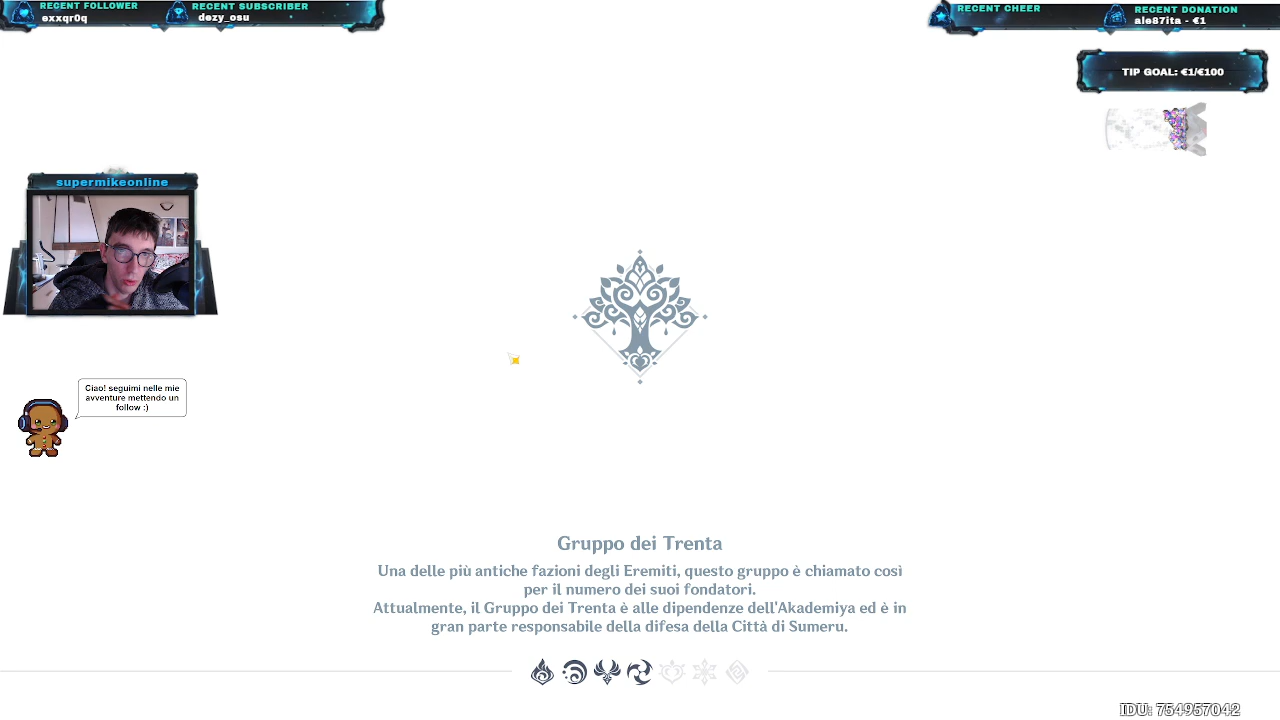 RECENT FOLLOWER
exxqr0q
RECENT SUBSCRIBER
dezy_osu
RECENT CHEER
RECENT DONATION
ale87ita - €1
TIP GOAL: €1/€100
supermikeonline
Ciao! seguimi nelle mie
avventure mettendo un
follow :)
Gruppo dei Trenta
Una delle più antiche fazioni degli Eremiti, questo gruppo è chiamato così
per il numero dei suoi fondatori.
Attualmente, il Gruppo dei Trenta è alle dipendenze dell'Akademiya ed è in
gran parte responsabile della difesa della Città di Sumeru.
IDU: 754957042